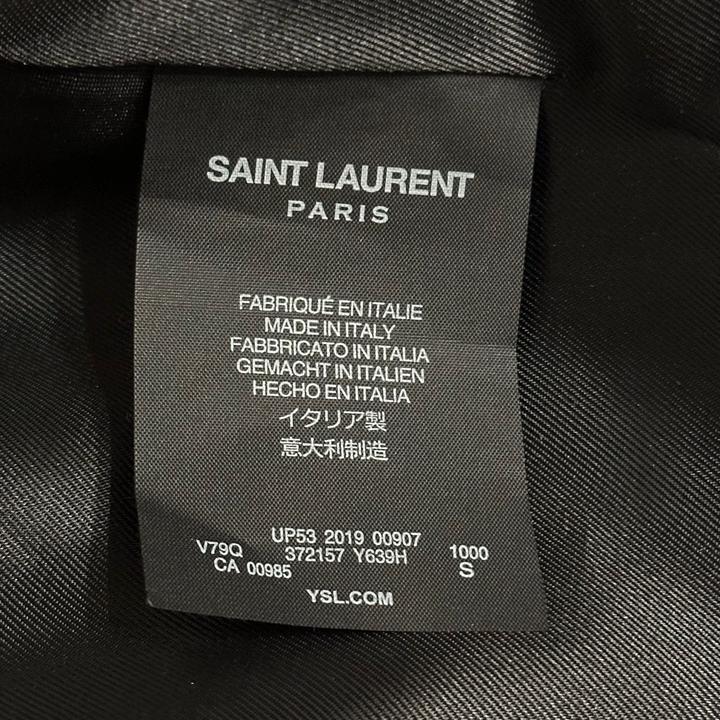 SAINT LAURENT
PARIS
FABRIQUÉ EN ITALIE
MADE IN ITALY
FABBRICATO IN ITALIA
GEMACHT IN ITALIEN
HECHO EN ITALIA
イタリア製
意大利制造
UP53 2019 00907
V79Q 372157 Y639H 1000
CA 00985 S
YSL.COM